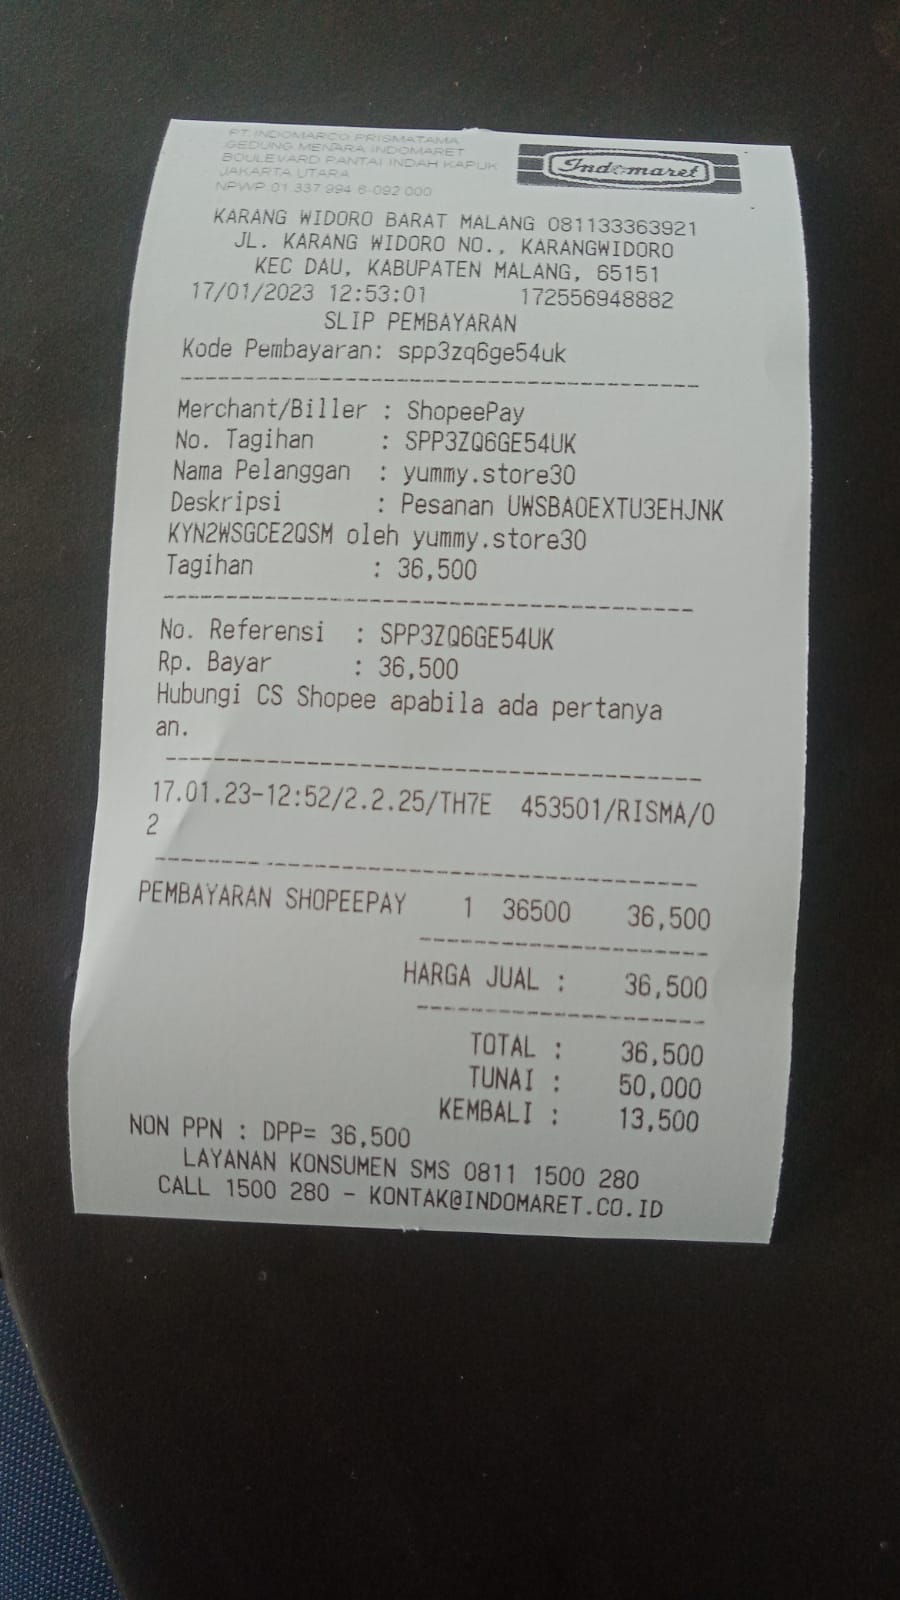 PT.INDOMARCO PRISMATAMA
GEDUNG MENARA INDOMARET
BOULEVARD PANTAI INDAH KAPUK
JAKARTA UTARA
NPWP 01.337.994.6-092.000
Indomaret
KARANG WIDORO BARAT MALANG 081133363921
JL. KARANG WIDORO NO., KARANGWIDORO
KEC DAU, KABUPATEN MALANG, 65151
17/01/2023 12:53:01 172556948882
SLIP PEMBAYARAN
Kode Pembayaran: spp3zq6ge54uk
Merchant/Biller : ShopeePay
No. Tagihan : SPP3ZQ6GE54UK
Nama Pelanggan : yummy.store30
Deskripsi : Pesanan UWSBAOEXTU3EHJNK
KYN2WSGCE2QSM oleh yummy.store30
Tagihan : 36,500
No. Referensi : SPP3ZQ6GE54UK
Rp. Bayar : 36,500
Hubungi CS Shopee apabila ada pertanya
an.
17.01.23-12:52/2.2.25/TH7E 453501/RISMA/0
2
PEMBAYARAN SHOPEEPAY 1 36500 36,500
HARGA JUAL : 36,500
TOTAL : 36,500
TUNAI : 50,000
KEMBALI : 13,500
NON PPN : DPP= 36,500
LAYANAN KONSUMEN SMS 0811 1500 280
CALL 1500 280 - KONTAK@INDOMARET.CO.ID